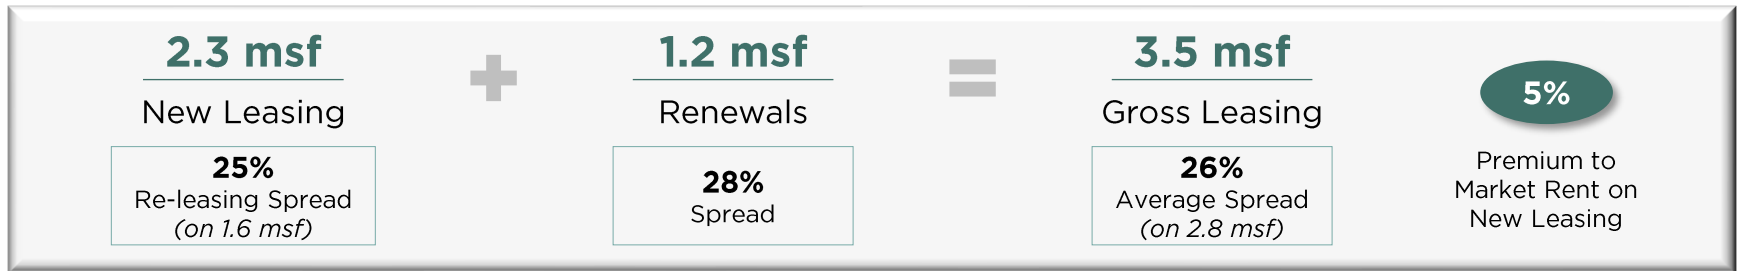 2.3 msf
New Leasing
25%
Re-leasing Spread
(on 1.6 msf)
+
1.2 msf
Renewals
28%
Spread
=
3.5 msf
Gross Leasing
26%
Average Spread
(on 2.8 msf)
5%
Premium to
Market Rent on
New Leasing